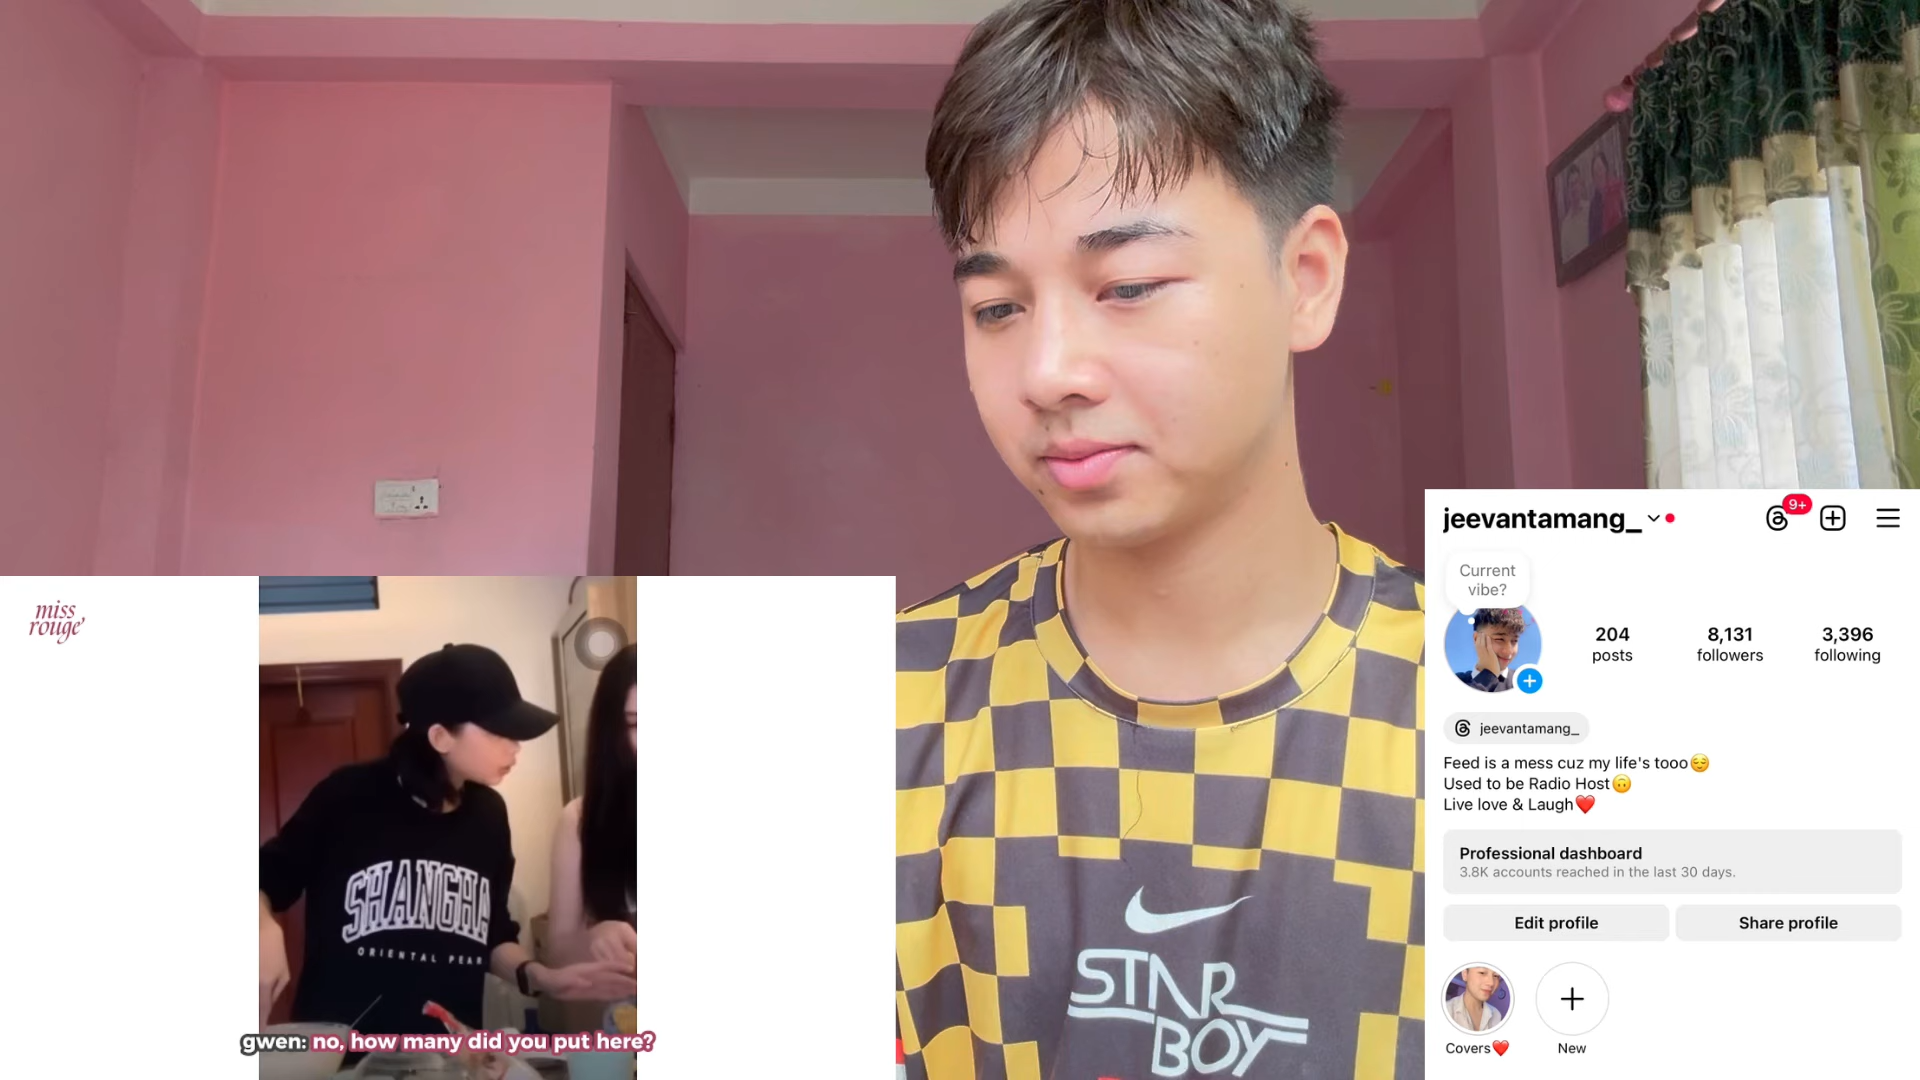 miss
rouge'
SHANGHA
ORIENTAL PEAR
gwen: no, how many did you put here?
STAR
BOY
jeevantamang_
9+
Current
vibe?
204
posts
8,131
followers
3,396
following
jeevantamang_
Feed is a mess cuz my life's tooo😌
Used to be Radio Host🙃
Live love & Laugh❤️
Professional dashboard
3.8K accounts reached in the last 30 days.
Edit profile
Share profile
Covers❤️
New